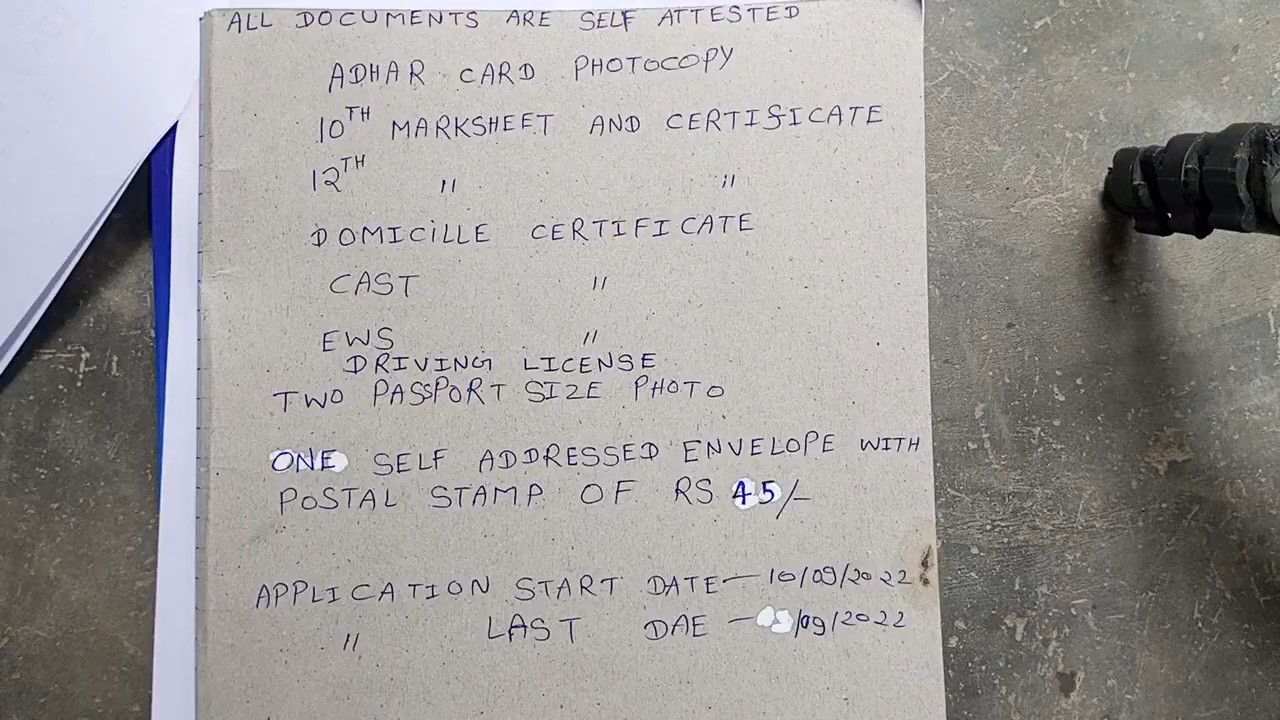 ALL DOCUMENTS ARE SELF ATTESTED
ADHAR CARD PHOTOCOPY
10TH MARKSHEET AND CERTISICATE
12TH " "
DOMICILLE CERTIFICATE
CAST "
EWS "
DRIVING LICENSE
TWO PASSPORT SIZE PHOTO
ONE SELF ADDRESSED ENVELOPE WITH
POSTAL STAMP OF RS 45/-
APPLICATION START DATE - 10/09/2022
" LAST DAE - /09/2022